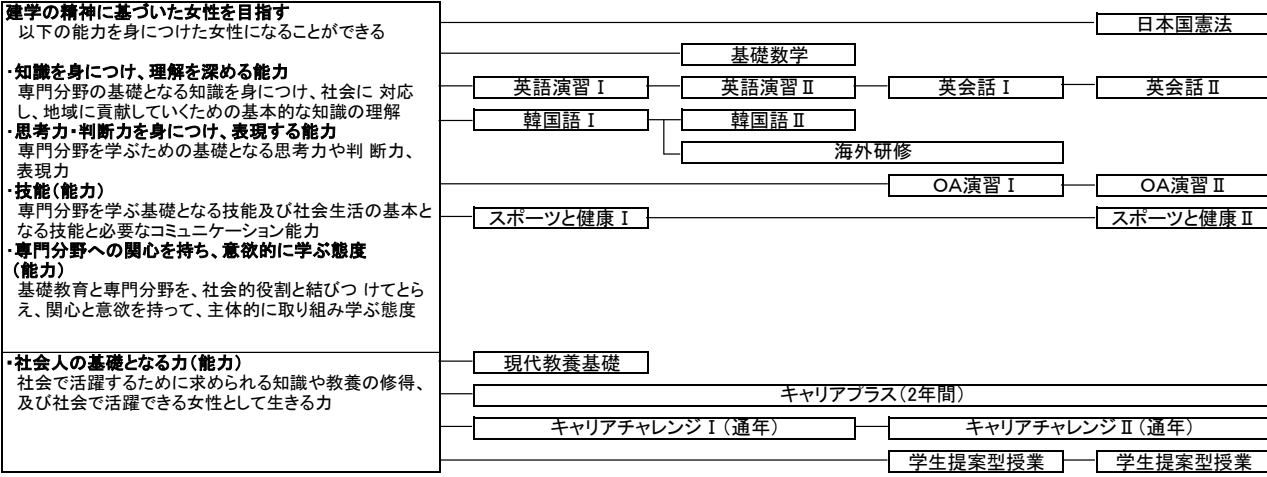 建学の精神に基づいた女性を目指す
以下の能力を身につけた女性になることができる
・知識を身につけ、理解を深める能力
専門分野の基礎となる知識を身につけ、社会に 対応
し、地域に貢献していくための基本的な知識の理解
・思考力・判断力を身につけ、表現する能力
専門分野を学ぶための基礎となる思考力や判 断力、
表現力
・技能(能力)
専門分野を学ぶ基礎となる技能及び社会生活の基本と
なる技能と必要なコミュニケーション能力
・専門分野への関心を持ち、意欲的に学ぶ態度
(能力)
基礎教育と専門分野を、社会的役割と結びつ けてとら
え、関心と意欲を持って、主体的に取り組み学ぶ態度
・社会人の基礎となる力(能力)
社会で活躍するために求められる知識や教養の修得、
及び社会で活躍できる女性として生きる力
日本国憲法
基礎数学
英語演習Ⅰ 英語演習Ⅱ 英会話Ⅰ 英会話Ⅱ
韓国語Ⅰ 韓国語Ⅱ
海外研修
OA演習Ⅰ OA演習Ⅱ
スポーツと健康Ⅰ スポーツと健康Ⅱ
現代教養基礎
キャリアプラス(2年間)
キャリアチャレンジⅠ(通年) キャリアチャレンジⅡ(通年)
学生提案型授業 学生提案型授業